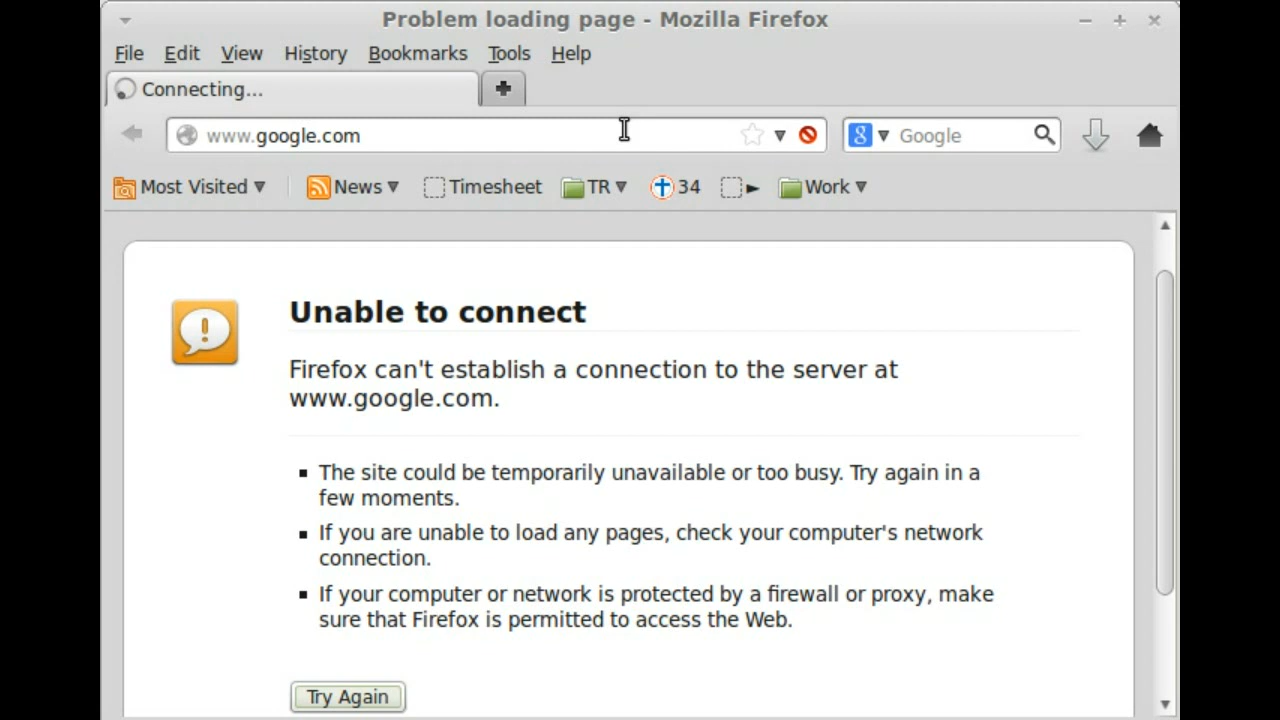 Problem loading page - Mozilla Firefox
File Edit View History Bookmarks Tools Help
Connecting...
www.google.com
8 Google
Most Visited News Timesheet TR 34 Work
Unable to connect
Firefox can't establish a connection to the server at
www.google.com.
The site could be temporarily unavailable or too busy. Try again in a
few moments.
If you are unable to load any pages, check your computer's network
connection.
If your computer or network is protected by a firewall or proxy, make
sure that Firefox is permitted to access the Web.
Try Again